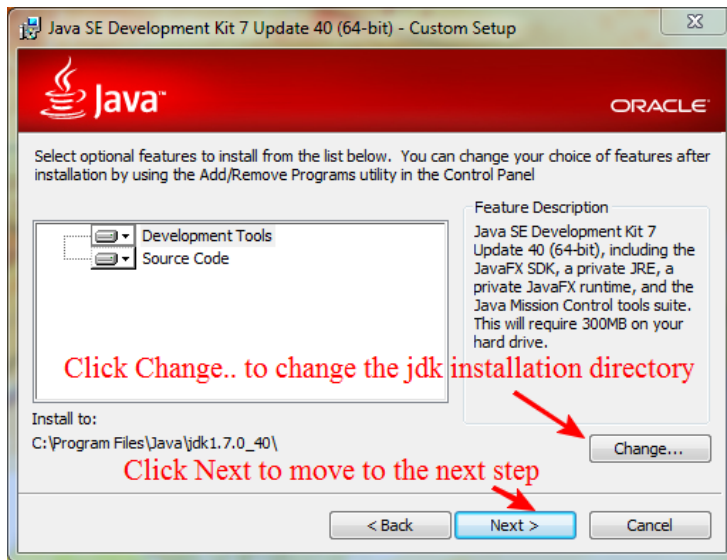 Java SE Development Kit 7 Update 40 (64-bit) - Custom Setup
Java™
ORACLE
Select optional features to install from the list below. You can change your choice of features after
installation by using the Add/Remove Programs utility in the Control Panel
Development Tools
Source Code
Feature Description
Java SE Development Kit 7
Update 40 (64-bit), including the
JavaFX SDK, a private JRE, a
private JavaFX runtime, and the
Java Mission Control tools suite.
This will require 300MB on your
hard drive.
Click Change.. to change the jdk installation directory
Install to:
C:\Program Files\Java\jdk1.7.0_40\
Change...
Click Next to move to the next step
< Back
Next >
Cancel